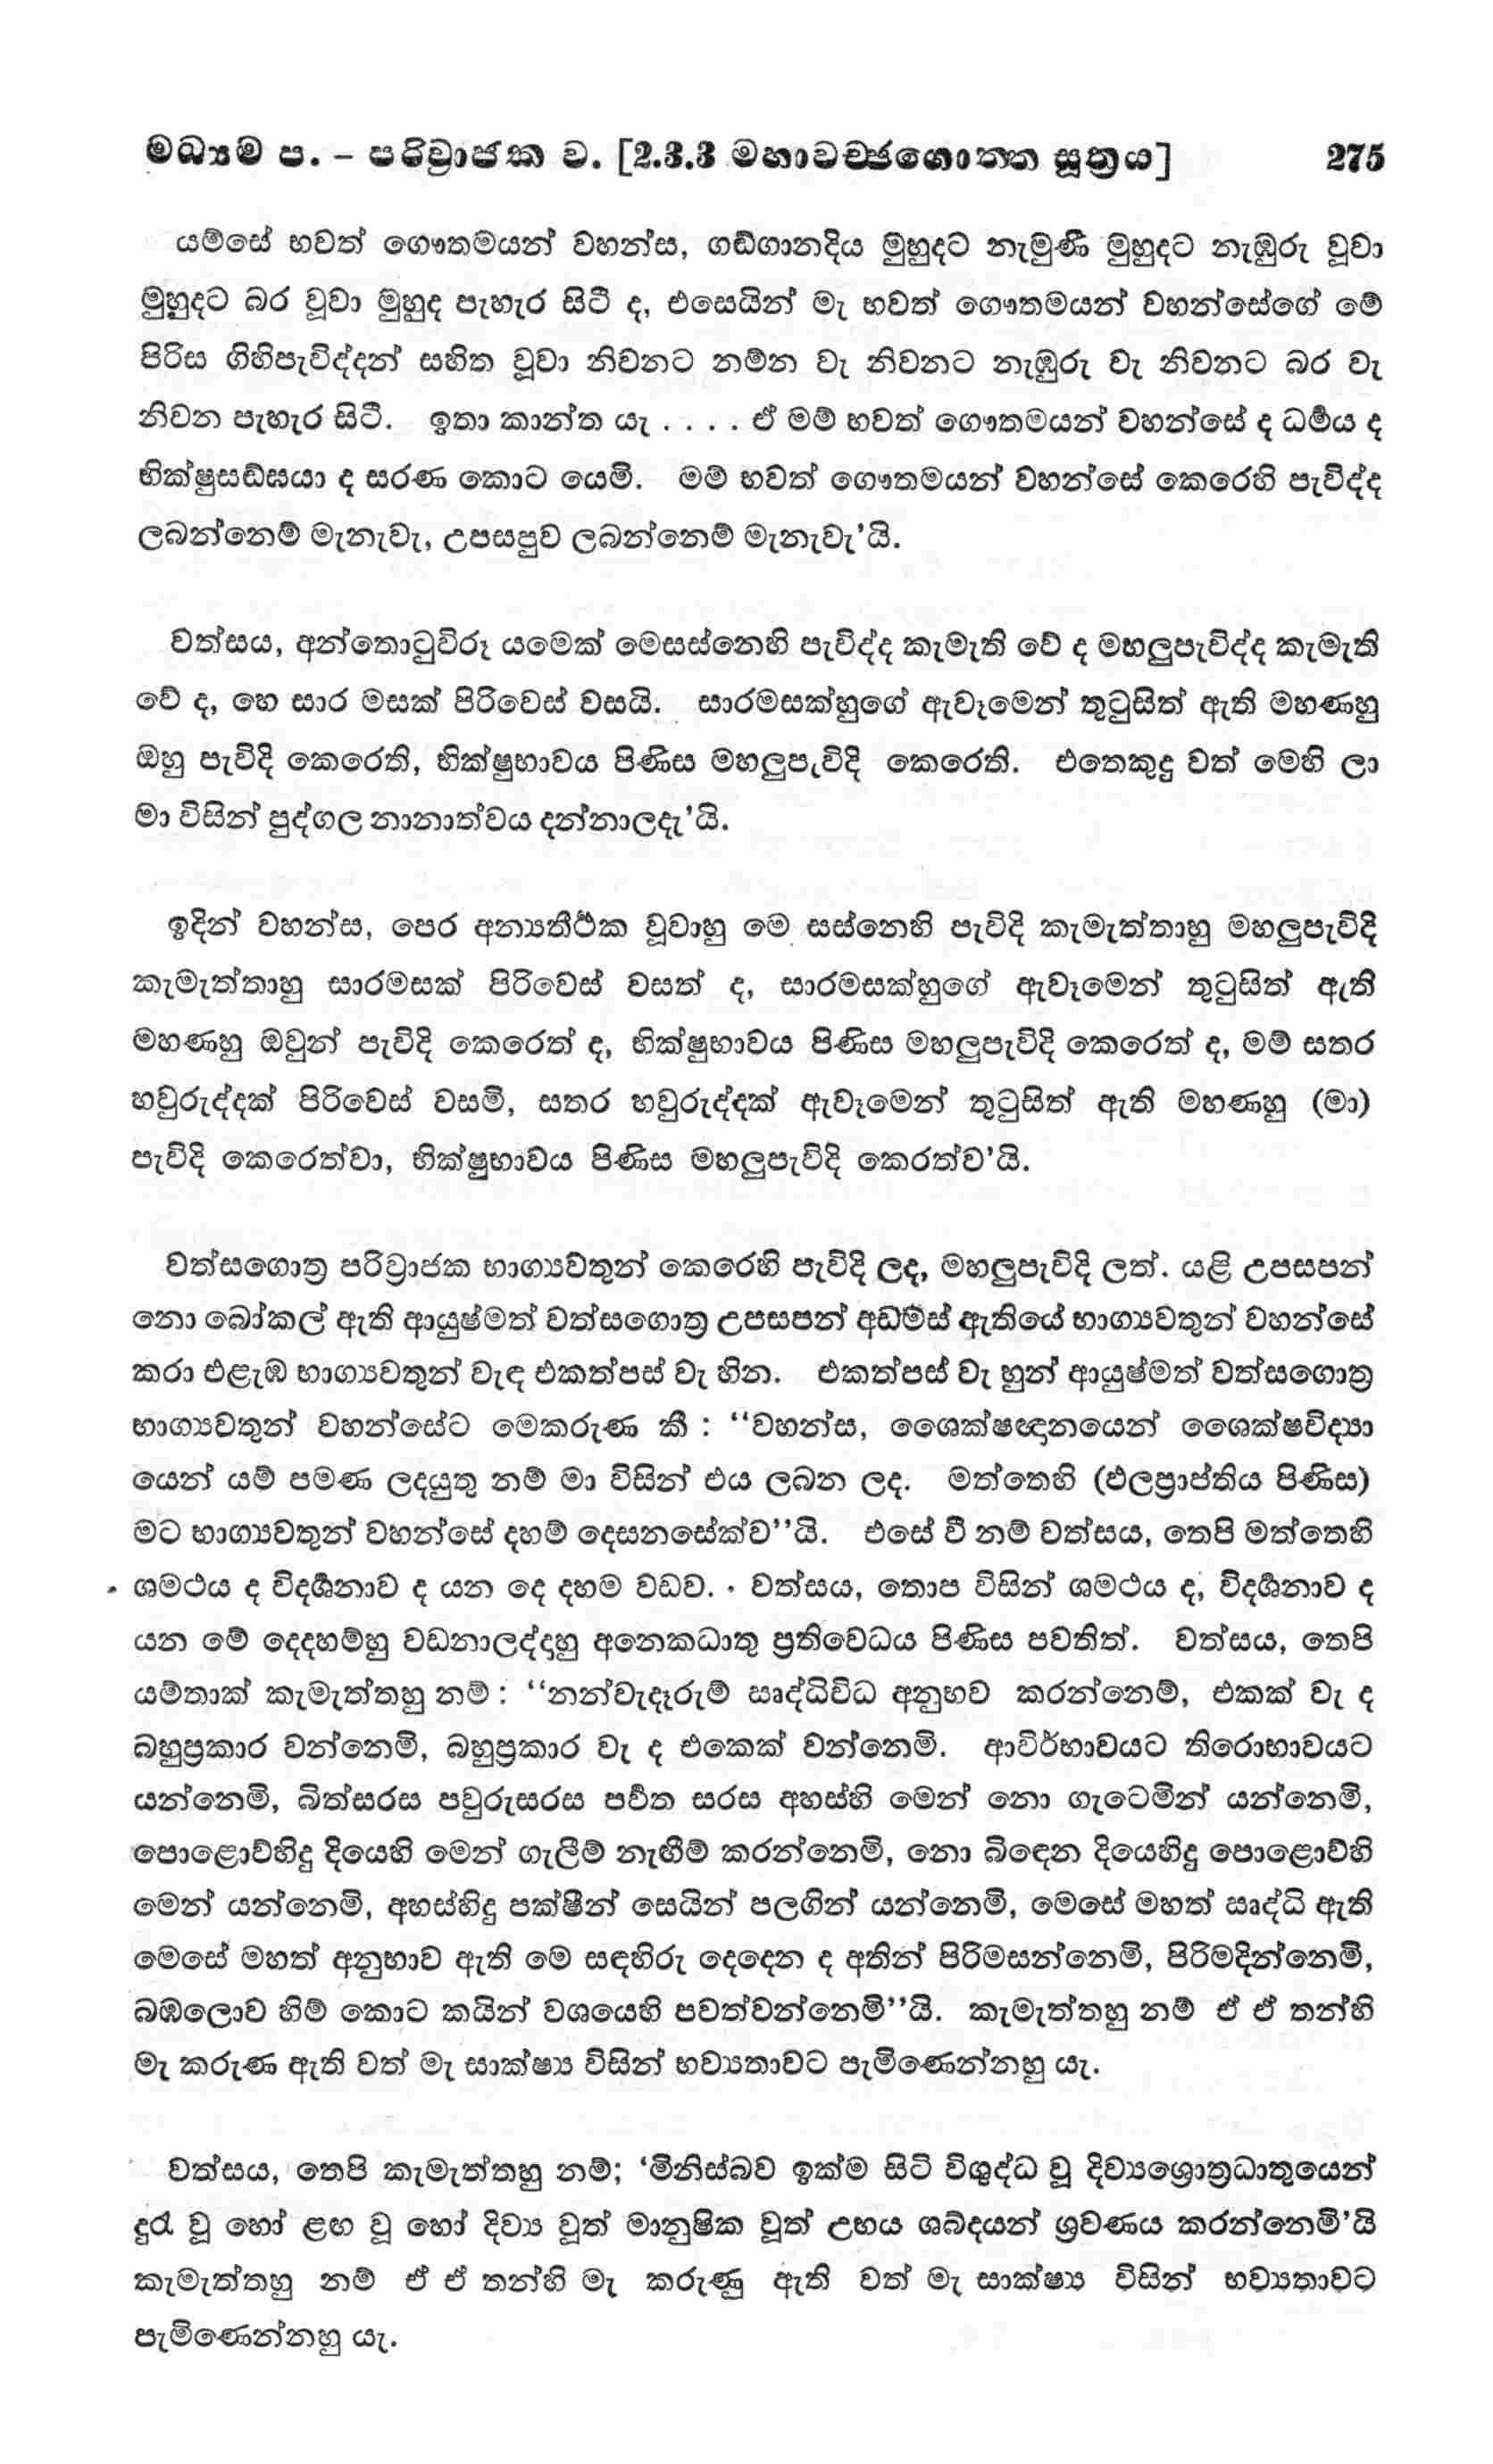 මධ්‍යම ප. – පරිව්‍රාජක ව. [2.3.3 මහාවච්ඡගොත්ත සූත්‍රය] 275
යම්සේ භවත් ගෞතමයන් වහන්ස, ගඬ්ගානදිය මුහුදට නැමුණී මුහුදට නැඹුරු වූවා
මුහුදට බර වූවා මුහුද පැහැර සිටී ද, එසෙයින් මැ භවත් ගෞතමයන් වහන්සේගේ මේ
පිරිස ගිහිපැවිද්දන් සහිත වූවා නිවනට නම්න වැ නිවනට නැඹුරු වැ නිවනට බර වැ
නිවන පැහැර සිටී. ඉතා කාන්ත යැ . . . . ඒ මම් භවත් ගෞතමයන් වහන්සේ ද ධර්‍මය ද
භික්ෂුසඬ්ඝයා ද සරණ කොට යෙමි. මම් භවත් ගෞතමයන් වහන්සේ කෙරෙහි පැවිද්ද
ලබන්නෙම් මැනැවැ, උපසපුව ලබන්නෙම් මැනැවැ’යි.
වත්සය, අන්තොටුවිරූ යමෙක් මෙසස්නෙහි පැවිද්ද කැමැති වේ ද මහලුපැවිද්ද කැමැති
වේ ද, හෙ සාර මසක් පිරිවෙස් වසයි. සාරමසක්හුගේ ඇවෑමෙන් තුටුසිත් ඇති මහණහු
ඔහු පැවිදි කෙරෙති, භික්ෂුභාවය පිණිස මහලුපැවිදි කෙරෙති. එතෙකුදු වත් මෙහි ලා
මා විසින් පුද්ගල නානාත්වය දන්නාලදැ’යි.
ඉදින් වහන්ස, පෙර අන්‍යතීර්‍ථක වූවාහු මෙ සස්නෙහි පැවිදි කැමැත්තාහු මහලුපැවිදි
කැමැත්තාහු සාරමසක් පිරිවෙස් වසත් ද, සාරමසක්හුගේ ඇවෑමෙන් තුටුසිත් ඇති
මහණහු ඔවුන් පැවිදි කෙරෙත් ද, භික්ෂුභාවය පිණිස මහලුපැවිදි කෙරෙත් ද, මම් සතර
හවුරුද්දක් පිරිවෙස් වසමි, සතර හවුරුද්දක් ඇවෑමෙන් තුටුසිත් ඇති මහණහු (මා)
පැවිදි කෙරෙත්වා, භික්ෂුභාවය පිණිස මහලුපැවිදි කෙරත්ව’යි.
වත්සගොත්‍ර පරිව්‍රාජක භාග්‍යවතුන් කෙරෙහි පැවිදි ලද, මහලුපැවිදි ලත්. යළි උපසපන්
නො බෝකල් ඇති ආයුෂ්මත් වත්සගොත්‍ර උපසපන් අඩමස් ඇතියේ භාග්‍යවතුන් වහන්සේ
කරා එළැඹ භාග්‍යවතුන් වැඳ එකත්පස් වැ හින. එකත්පස් වැ හුන් ආයුෂ්මත් වත්සගොත්‍ර
භාග්‍යවතුන් වහන්සේට මෙකරුණ කී : “වහන්ස, ශෛක්ෂඥානයෙන් ශෛක්ෂවිද්‍යා
යෙන් යම් පමණ ලදයුතු නම් මා විසින් එය ලබන ලද. මත්තෙහි (ඵලප්‍රාප්තිය පිණිස)
මට භාග්‍යවතුන් වහන්සේ දහම් දෙසනසේක්ව”යි. එසේ වී නම් වත්සය, තෙපි මත්තෙහි
ශමථය ද විදර්‍ශනාව ද යන දෙ දහම වඩව. වත්සය, තොප විසින් ශමථය ද, විදර්‍ශනාව ද
යන මේ දෙදහම්හු වඩනාලද්දාහු අනෙකධාතු ප්‍රතිවෙධය පිණිස පවතිත්. වත්සය, තෙපි
යම්තාක් කැමැත්තහු නම් : “නන්වැදෑරුම් ඍද්ධිවිධ අනුභව කරන්නෙම්, එකක් වැ ද
බහුප්‍රකාර වන්නෙමි, බහුප්‍රකාර වැ ද එකෙක් වන්නෙමි. ආවිර්භාවයට තිරොභාවයට
යන්නෙමි, බිත්සරස පවුරුසරස පර්‍වත සරස අහස්හි මෙන් නො ගැටෙමින් යන්නෙමි,
පොළොව්හිදු දියෙහි මෙන් ගැලීම් නැඟීම් කරන්නෙමි, නො බිඳෙන දියෙහිදු පොළොව්හි
මෙන් යන්නෙමි, අහස්හිදු පක්ෂීන් සෙයින් පලගින් යන්නෙමි, මෙසේ මහත් ඍද්ධි ඇති
මෙසේ මහත් අනුභාව ඇති මෙ සඳහිරු දෙදෙන ද අතින් පිරිමසන්නෙමි, පිරිමදින්නෙමි,
බඹලොව හිම් කොට කයින් වශයෙහි පවත්වන්නෙමි”යි. කැමැත්තහු නම් ඒ ඒ තන්හි
මැ කරුණ ඇති වත් මැ සාක්ෂ්‍ය විසින් භව්‍යතාවට පැමිණෙන්නහු යැ.
වත්සය, තෙපි කැමැත්තහු නම්; ‘මිනිස්බව ඉක්ම සිටි විශුද්ධ වූ දිව්‍යශ්‍රොත්‍රධාතුයෙන්
දුරැ වූ හෝ ළඟ වූ හෝ දිව්‍ය වූත් මානුෂික වූත් උභය ශබ්දයන් ශ්‍රවණය කරන්නෙමි’යි
කැමැත්තහු නම් ඒ ඒ තන්හි මැ කරුණු ඇති වත් මැ සාක්ෂ්‍ය විසින් භව්‍යතාවට
පැමිණෙන්නහු යැ.